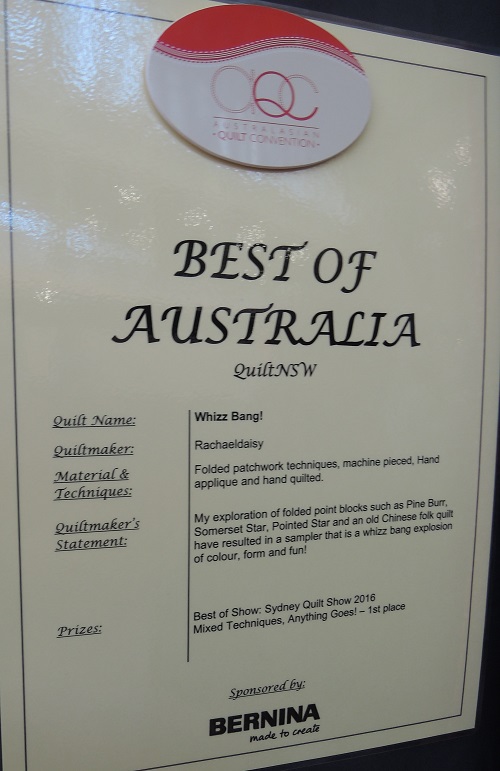 aQC
AUSTRALASIAN
• QUILT CONVENTION •
BEST OF
AUSTRALIA
QuiltNSW
Quilt Name: Whizz Bang!
Quiltmaker: Rachaeldaisy
Material & Techniques: Folded patchwork techniques, machine pieced, Hand
applique and hand quilted.
Quiltmaker's Statement: My exploration of folded point blocks such as Pine Burr,
Somerset Star, Pointed Star and an old Chinese folk quilt
have resulted in a sampler that is a whizz bang explosion
of colour, form and fun!
Prizes: Best of Show: Sydney Quilt Show 2016
Mixed Techniques, Anything Goes! – 1st place
Sponsored by:
BERNINA
made to create